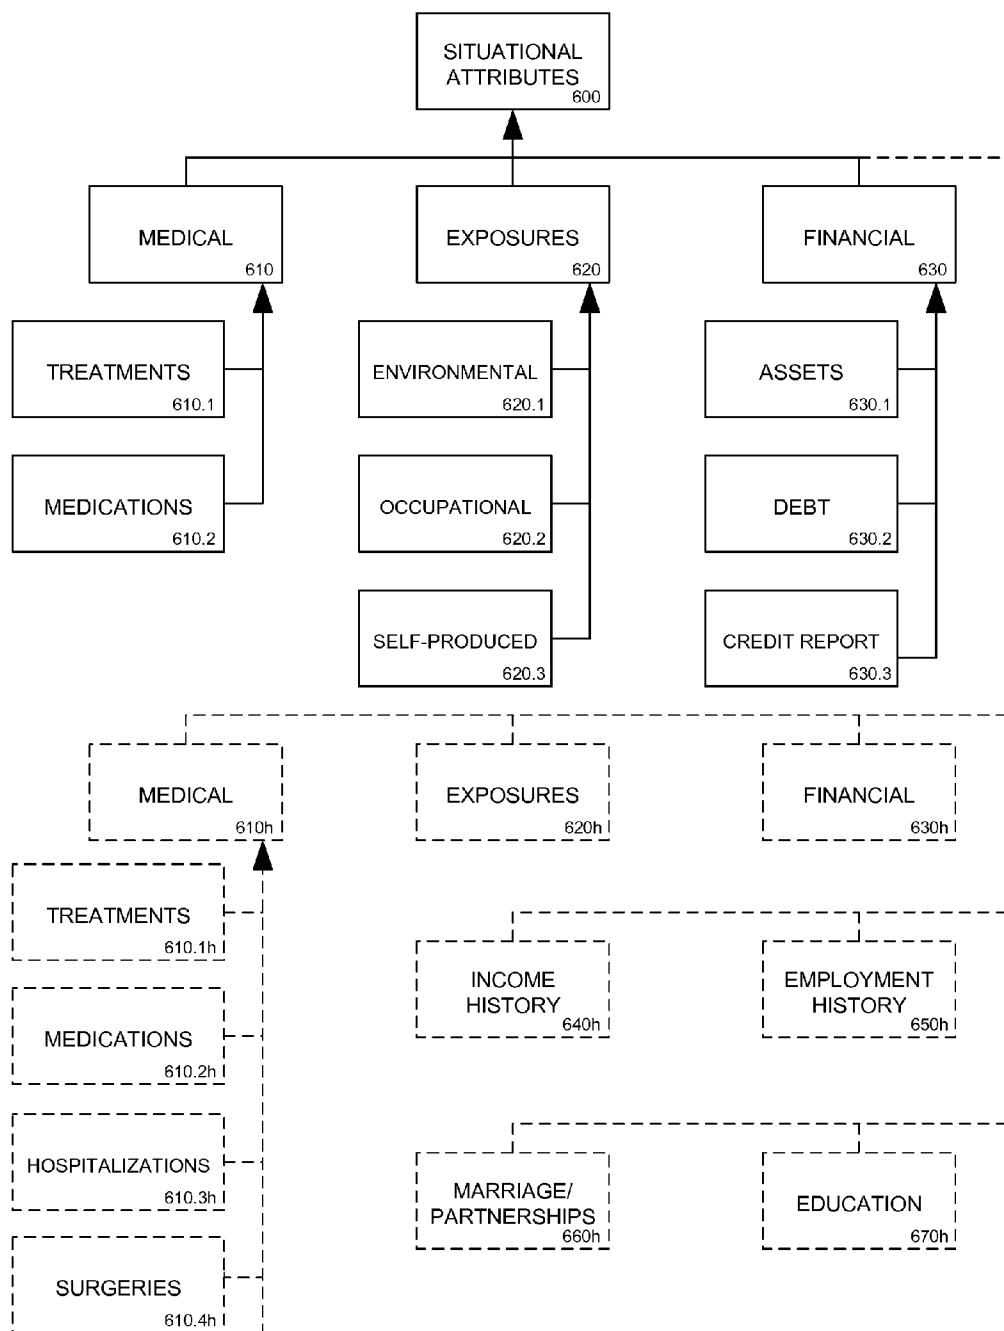 SITUATIONAL
ATTRIBUTES
600
MEDICAL
610
EXPOSURES
620
FINANCIAL
630
TREATMENTS
610.1
ENVIRONMENTAL
620.1
ASSETS
630.1
MEDICATIONS
610.2
OCCUPATIONAL
620.2
DEBT
630.2
SELF-PRODUCED
620.3
CREDIT REPORT
630.3
MEDICAL
610h
EXPOSURES
620h
FINANCIAL
630h
TREATMENTS
610.1h
INCOME
HISTORY
640h
EMPLOYMENT
HISTORY
650h
MEDICATIONS
610.2h
HOSPITALIZATIONS
610.3h
MARRIAGE/
PARTNERSHIPS
660h
EDUCATION
670h
SURGERIES
610.4h